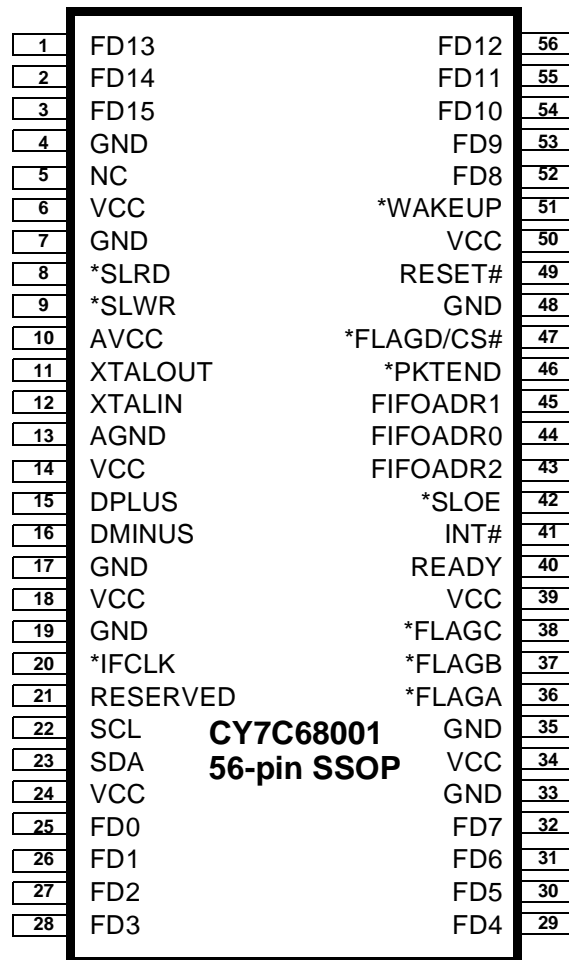 1 FD13 FD12 56
2 FD14 FD11 55
3 FD15 FD10 54
4 GND FD9 53
5 NC FD8 52
6 VCC *WAKEUP 51
7 GND VCC 50
8 *SLRD RESET# 49
9 *SLWR GND 48
10 AVCC *FLAGD/CS# 47
11 XTALOUT *PKTEND 46
12 XTALIN FIFOADR1 45
13 AGND FIFOADR0 44
14 VCC FIFOADR2 43
15 DPLUS *SLOE 42
16 DMINUS INT# 41
17 GND READY 40
18 VCC VCC 39
19 GND *FLAGC 38
20 *IFCLK *FLAGB 37
21 RESERVED *FLAGA 36
22 SCL CY7C68001 GND 35
23 SDA 56-pin SSOP VCC 34
24 VCC GND 33
25 FD0 FD7 32
26 FD1 FD6 31
27 FD2 FD5 30
28 FD3 FD4 29